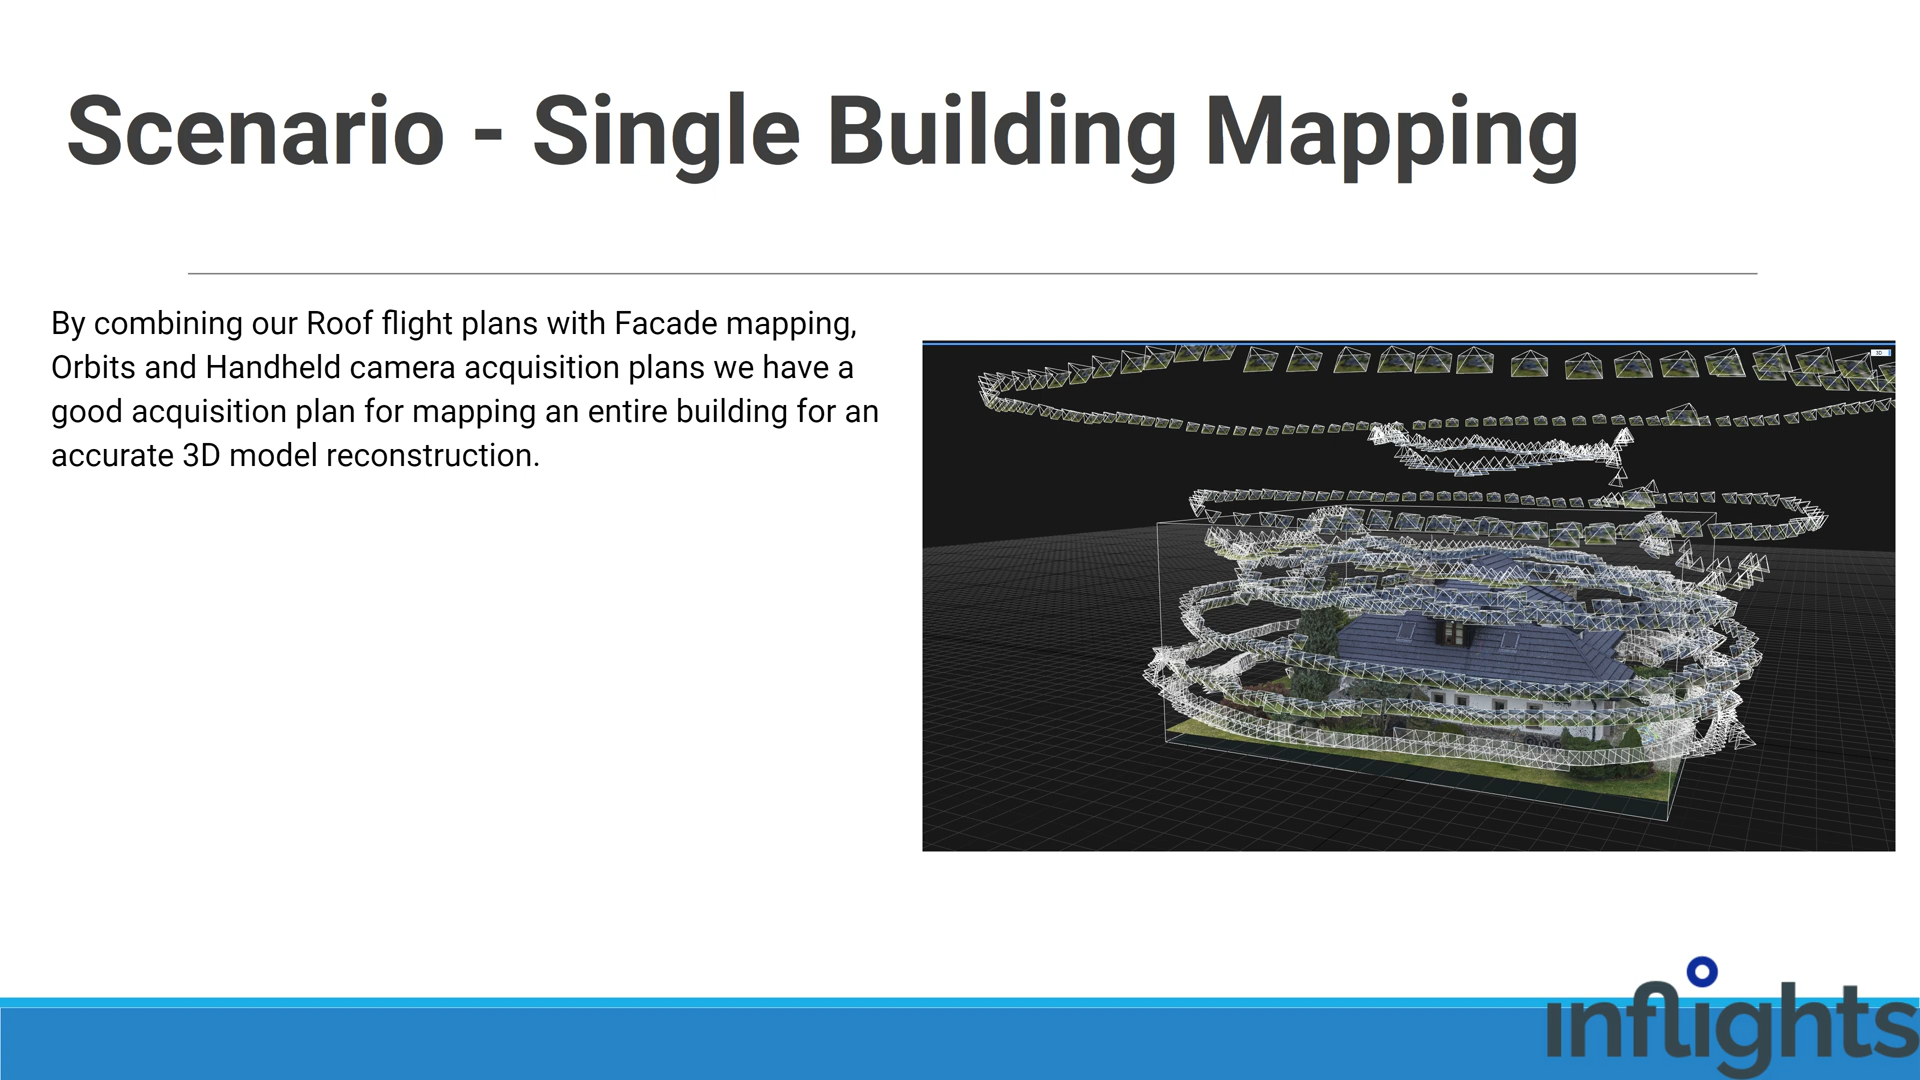 Scenario - Single Building Mapping
By combining our Roof flight plans with Facade mapping,
Orbits and Handheld camera acquisition plans we have a
good acquisition plan for mapping an entire building for an
accurate 3D model reconstruction.
3D
inflights